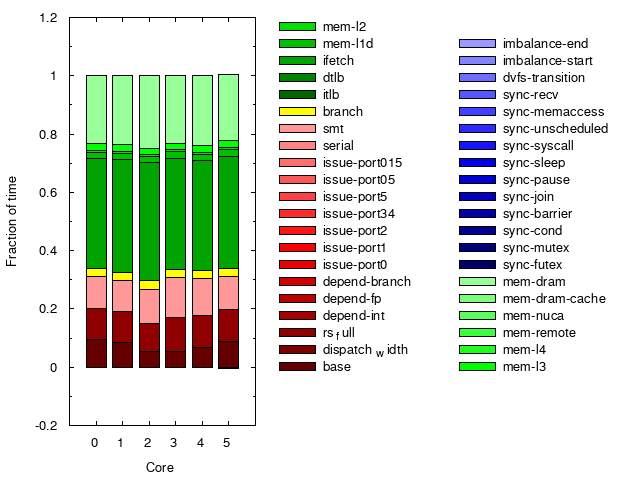 1.2
1
0.8
0.6
0.4
0.2
0
-0.2
Fraction of time
0 1 2 3 4 5
Core
mem-l2
mem-l1d
ifetch
dtlb
itlb
branch
smt
serial
issue-port015
issue-port05
issue-port5
issue-port34
issue-port2
issue-port1
issue-port0
depend-branch
depend-fp
depend-int
rsfull
dispatchwidth
base
imbalance-end
imbalance-start
dvfs-transition
sync-recv
sync-memaccess
sync-unscheduled
sync-syscall
sync-sleep
sync-pause
sync-join
sync-barrier
sync-cond
sync-mutex
sync-futex
mem-dram
mem-dram-cache
mem-nuca
mem-remote
mem-l4
mem-l3